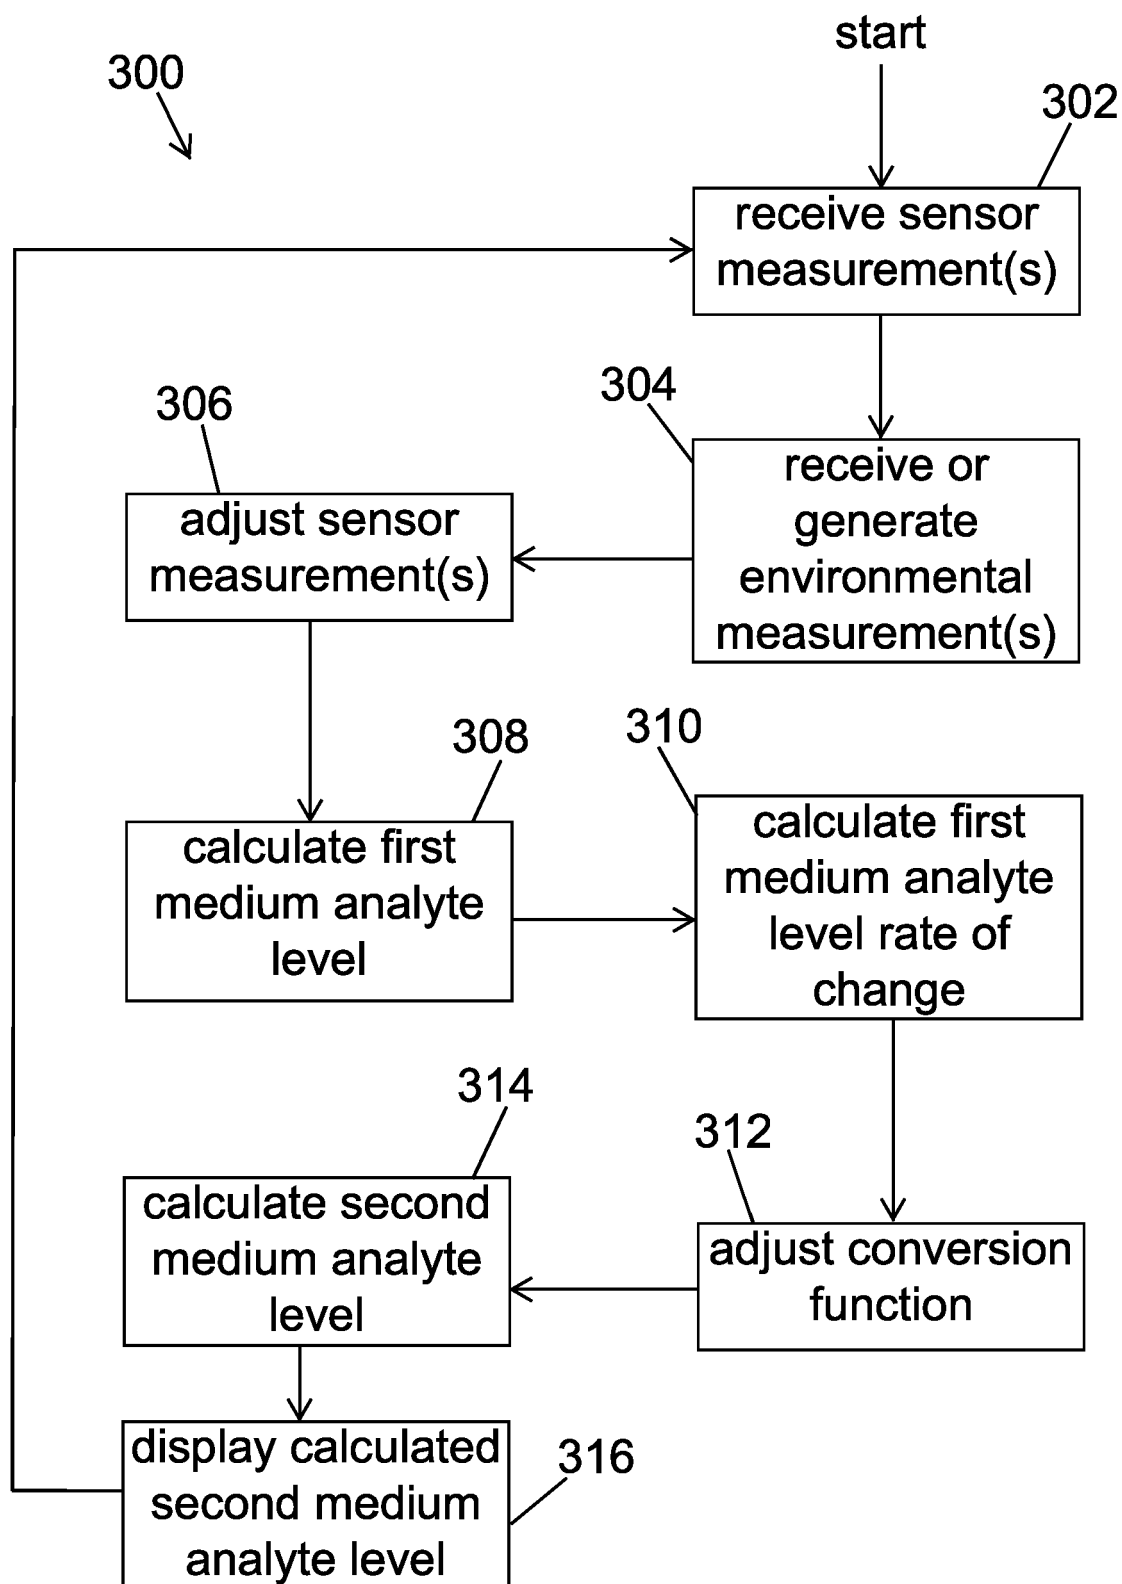 start
300
302
receive sensor
measurement(s)
304
receive or
generate
environmental
measurement(s)
306
adjust sensor
measurement(s)
308
calculate first
medium analyte
level
310
calculate first
medium analyte
level rate of
change
312
adjust conversion
function
314
calculate second
medium analyte
level
316
display calculated
second medium
analyte level